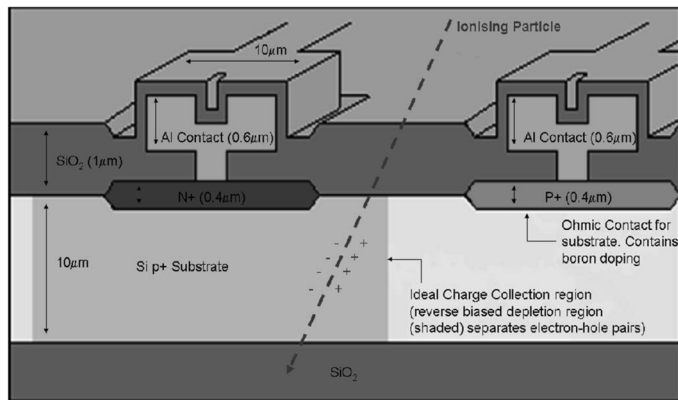 Ionising Particle
10μm
Al Contact (0.6μm)
Al Contact (0.6μm)
SiO2 (1μm)
N+ (0.4μm)
P+ (0.4μm)
Ohmic Contact for
substrate. Contains
boron doping
- +
- +
- +
- +
10μm
Si p+ Substrate
Ideal Charge Collection region
(reverse biased depletion region
(shaded) separates electron-hole pairs)
SiO2